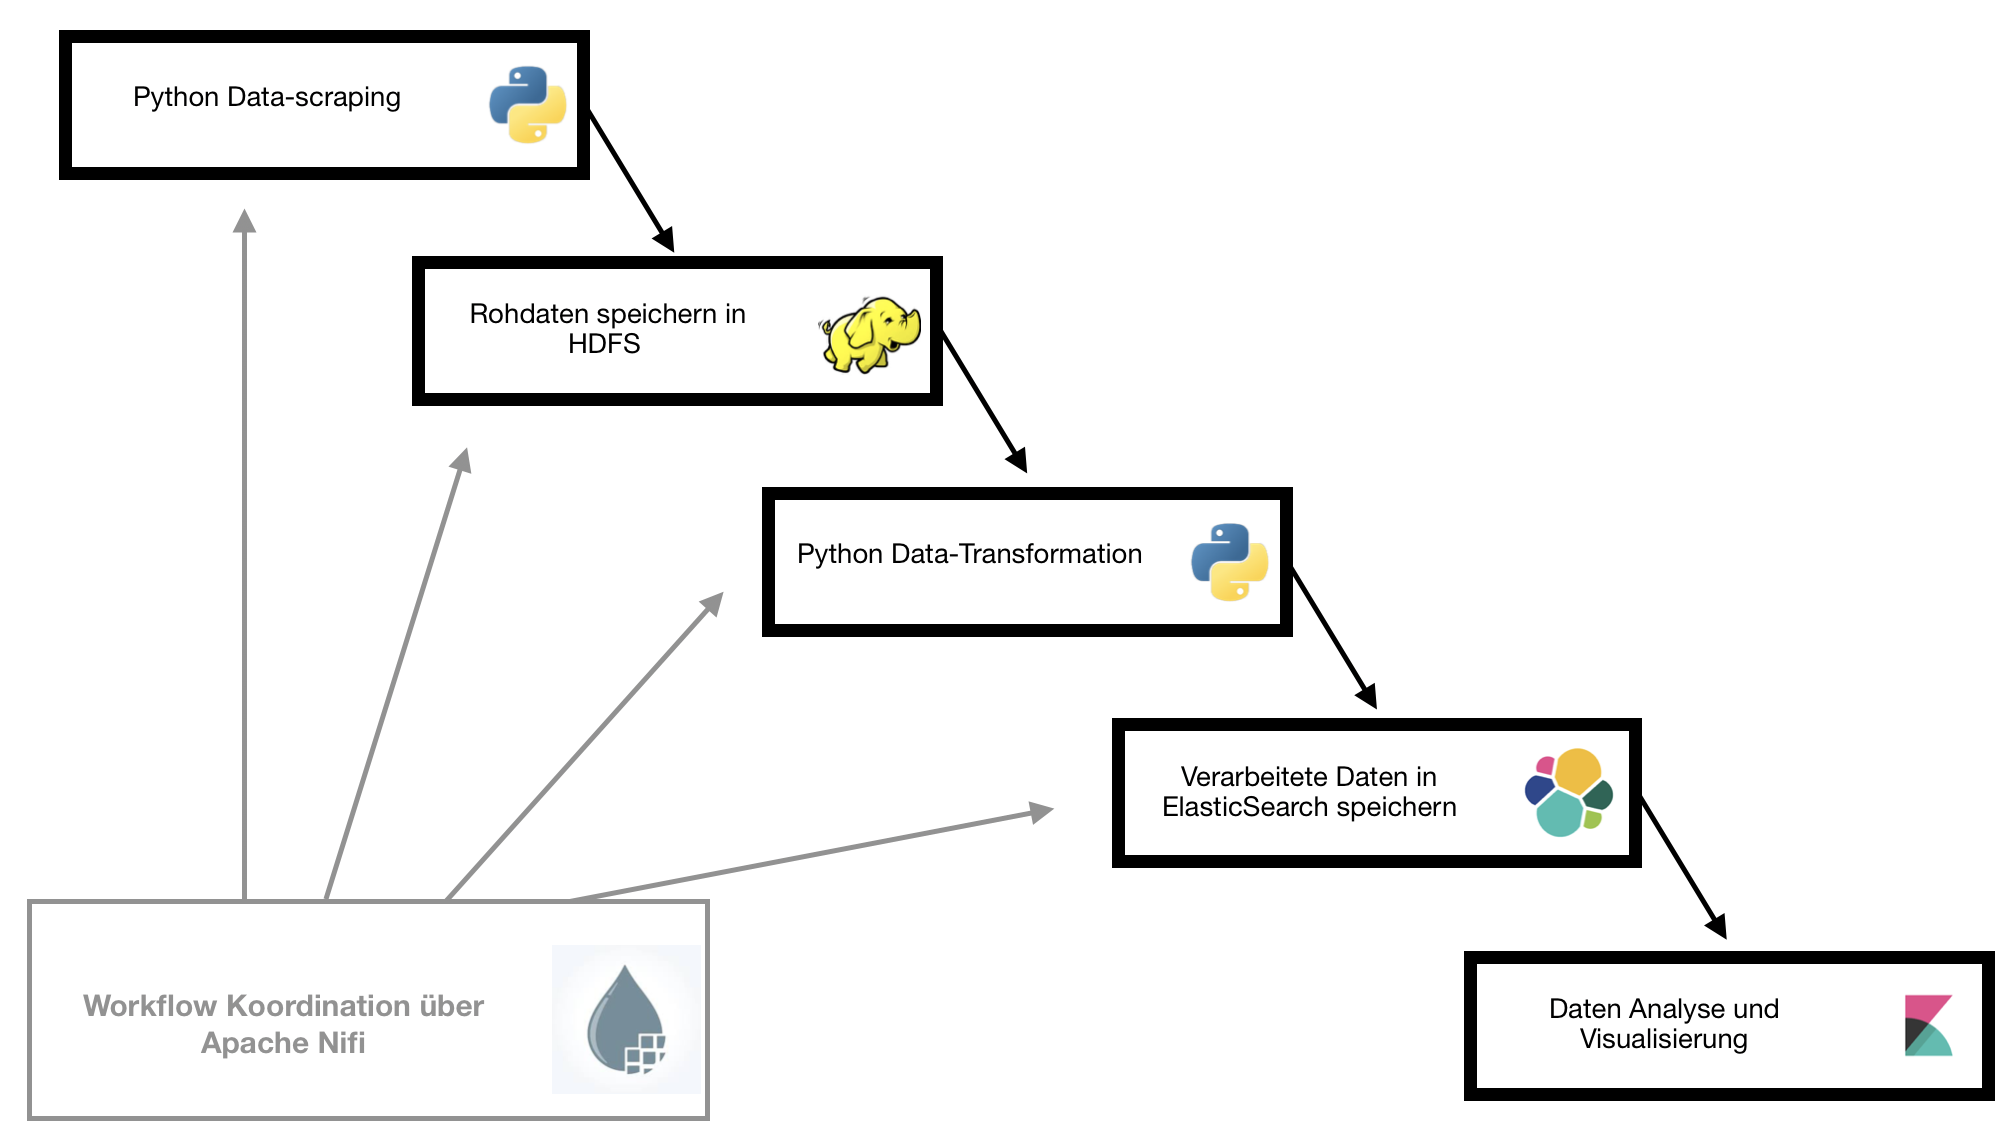 Python Data-scraping
Rohdaten speichern in
HDFS
Python Data-Transformation
Verarbeitete Daten in
ElasticSearch speichern
Workflow Koordination über
Apache Nifi
Daten Analyse und
Visualisierung